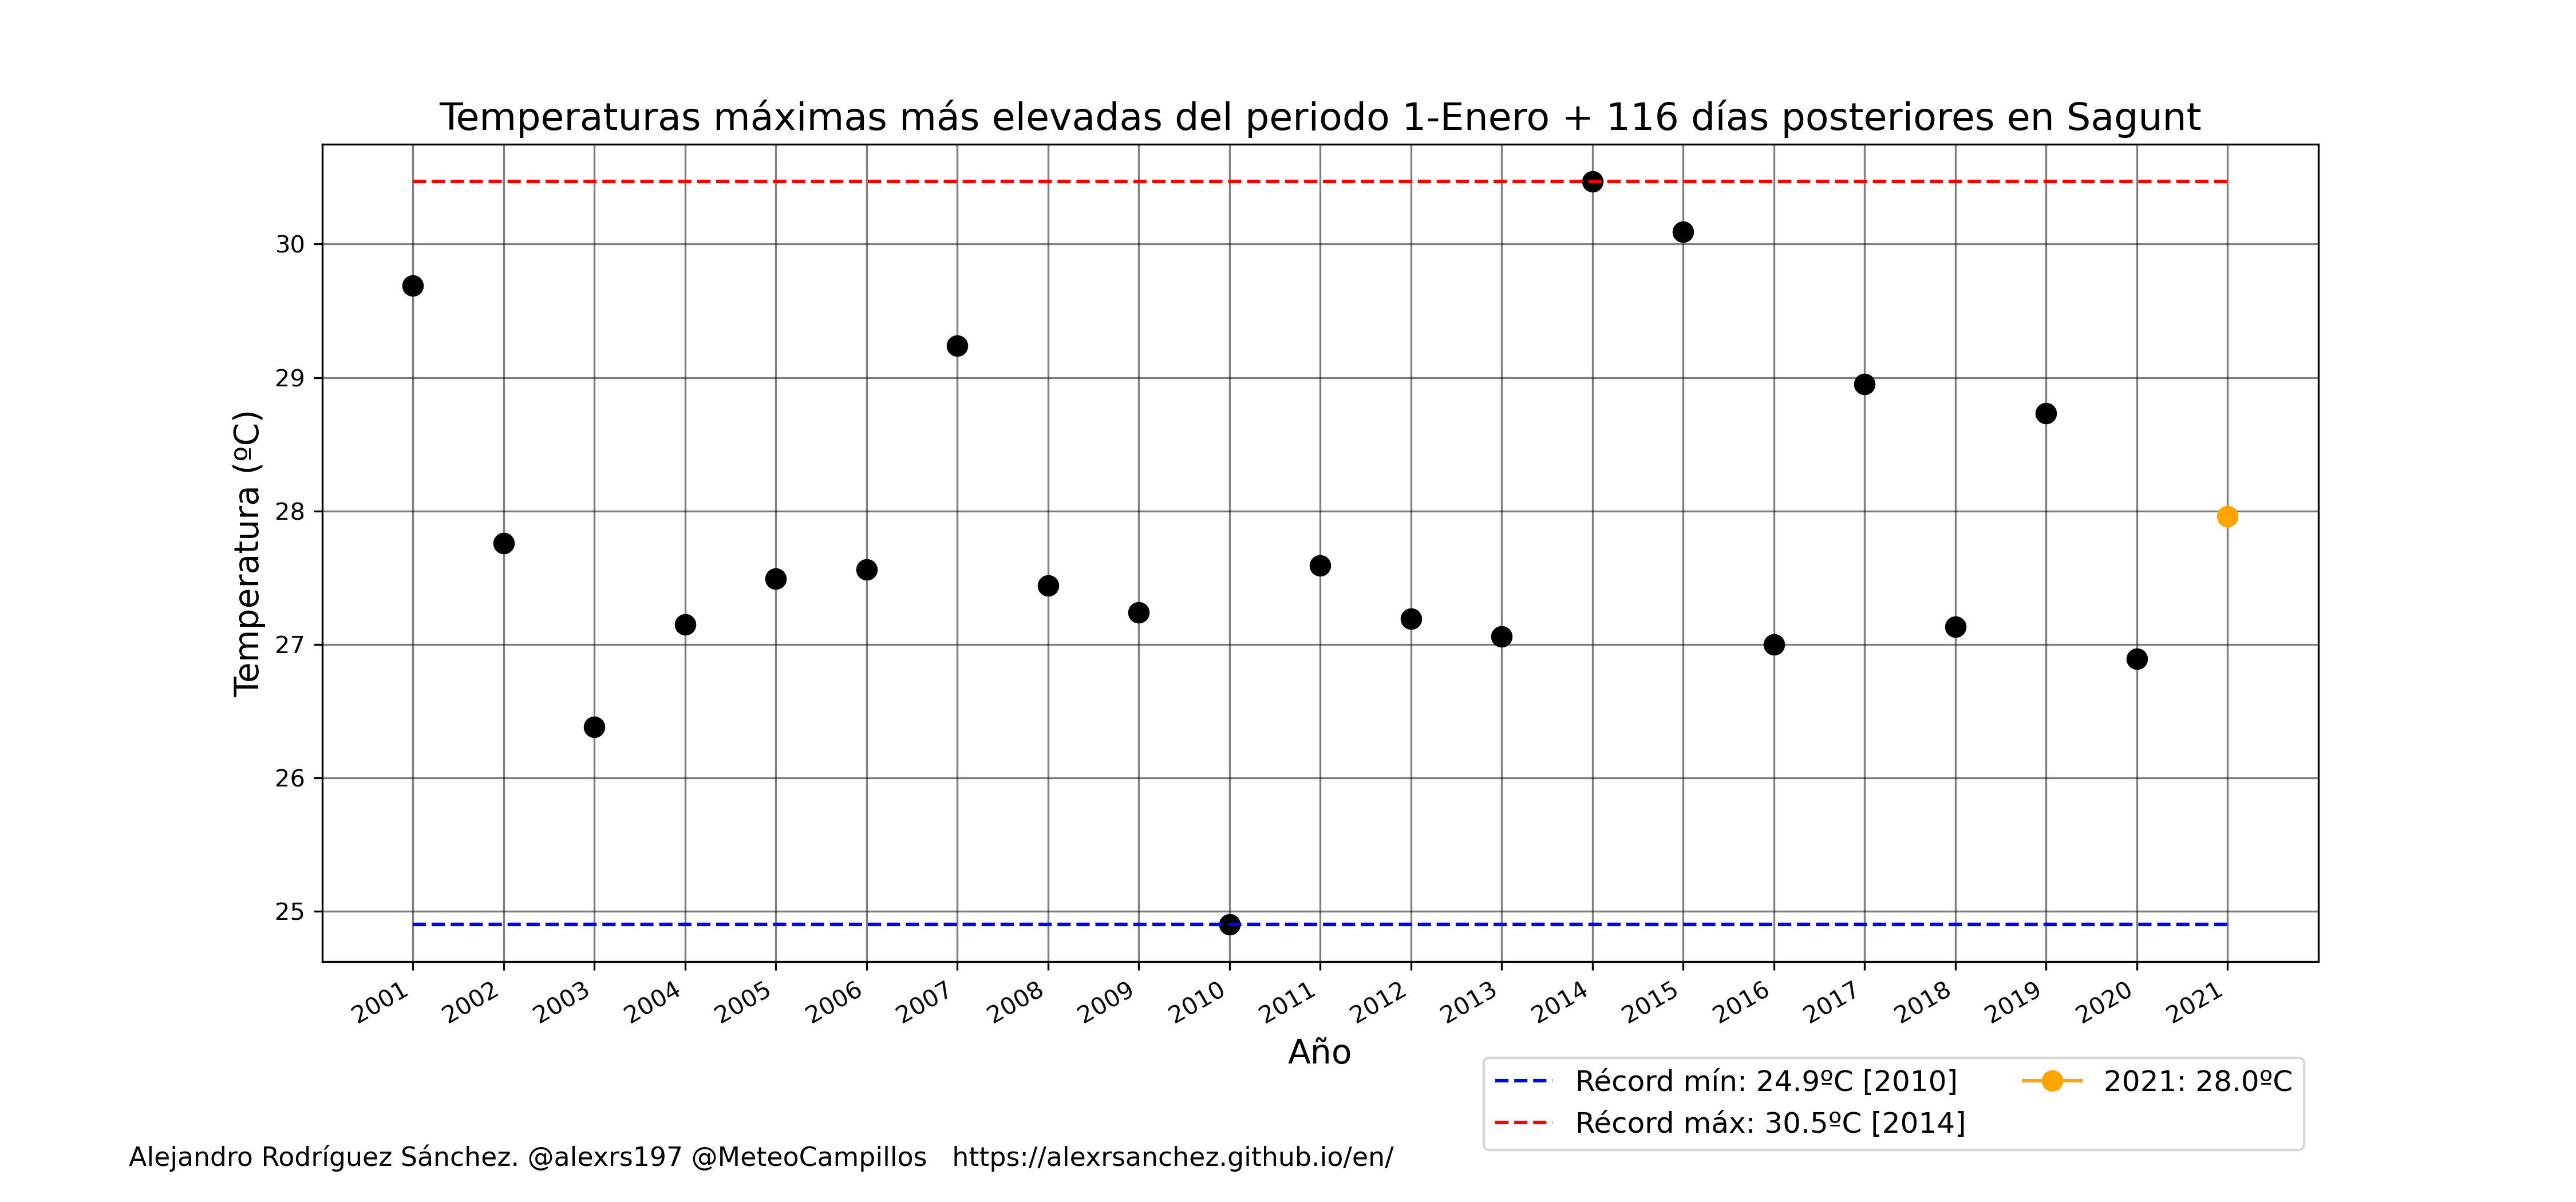 Temperaturas máximas más elevadas del periodo 1-Enero + 116 días posteriores en Sagunt
Temperatura (ºC)
30
29
28
27
26
25
2001 2002 2003 2004 2005 2006 2007 2008 2009 2010 2011 2012 2013 2014 2015 2016 2017 2018 2019 2020 2021
Año
Récord mín: 24.9ºC [2010]
Récord máx: 30.5ºC [2014]
2021: 28.0ºC
Alejandro Rodríguez Sánchez. @alexrs197 @MeteoCampillos https://alexrsanchez.github.io/en/